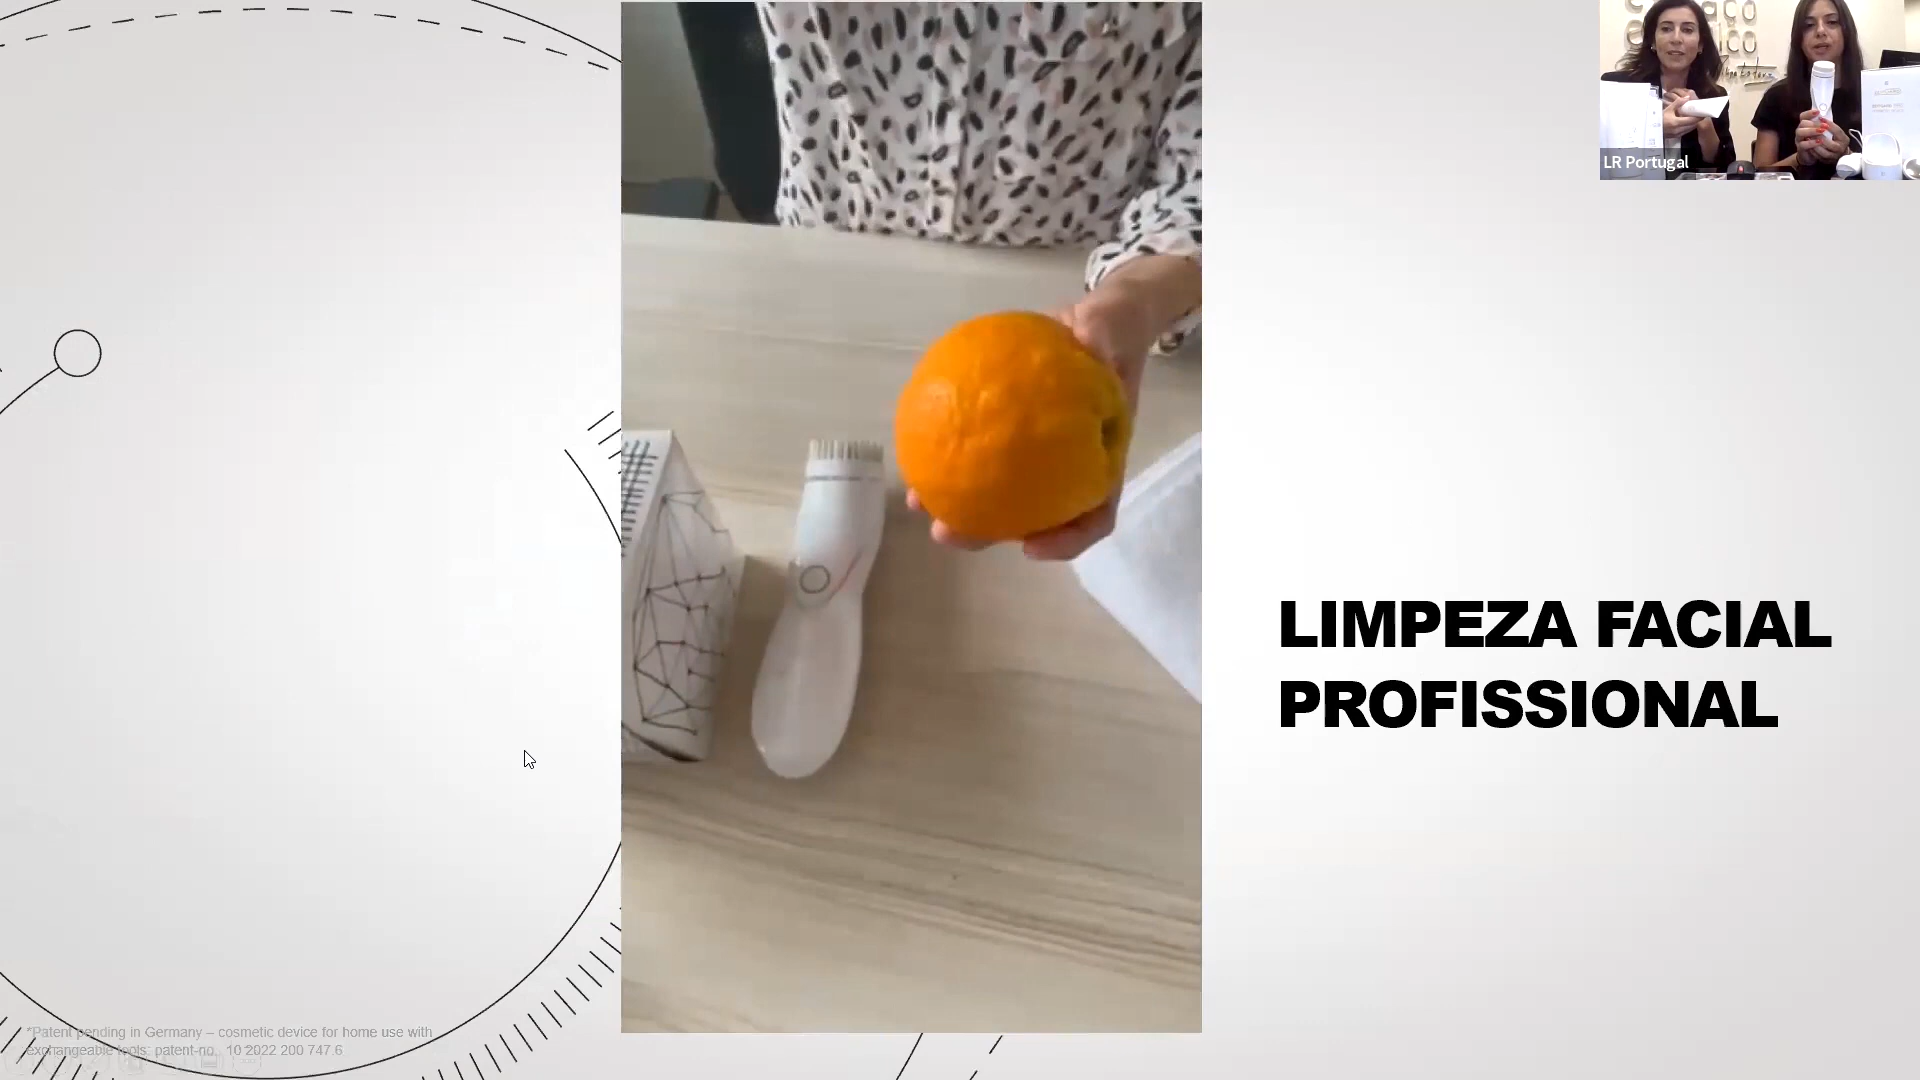 LR Portugal
LIMPEZA FACIAL
PROFISSIONAL
*Patent pending in Germany – cosmetic device for home use with
exchangeable tools: patent-no. 10 2022 200 747.6